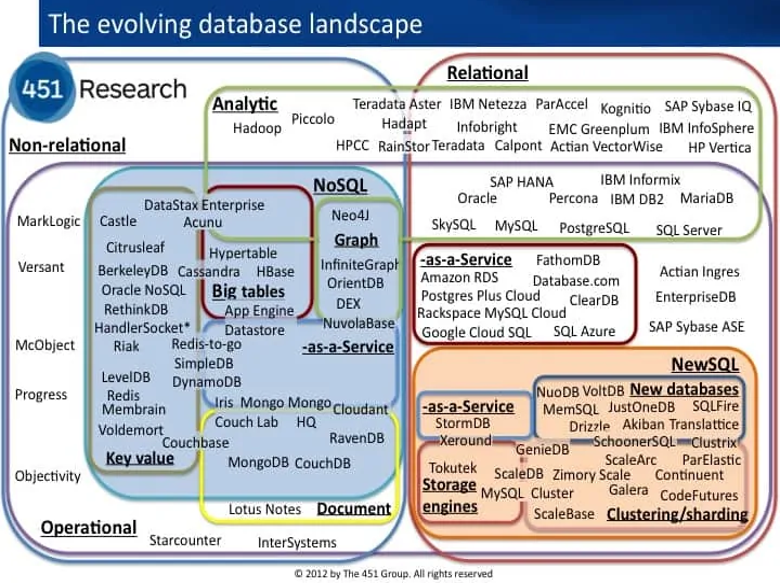 The evolving database landscape
451 Research
Relational
Analytic
Teradata Aster IBM Netezza ParAccel Kognitio SAP Sybase IQ
Hadoop Piccolo Hadapt Infobright EMC Greenplum IBM InfoSphere
Non-relational
HPCC RainStor Teradata Calpont Actian VectorWise HP Vertica
NoSQL
SAP HANA IBM Informix
Oracle Percona IBM DB2 MariaDB
SkySQL MySQL PostgreSQL SQL Server
MarkLogic
Versant
McObject
Progress
Objectivity
DataStax Enterprise
Castle Acunu
Neo4J
Graph
Citrusleaf Hypertable
BerkeleyDB Cassandra HBase
InfiniteGraph
Oracle NoSQL Big tables
OrientDB
RethinkDB App Engine
DEX
HandlerSocket* Datastore
NuvolaBase
Riak Redis-to-go
-as-a-Service
SimpleDB
LevelDB DynamoDB
Redis
Membrain
Iris Mongo Mongo Cloudant
Couch Lab HQ
Voldemort
Couchbase
RavenDB
Key value
MongoDB CouchDB
Lotus Notes Document
Operational
Starcounter InterSystems
-as-a-Service FathomDB
Amazon RDS Database.com
Postgres Plus Cloud ClearDB
Rackspace MySQL Cloud
Google Cloud SQL SQL Azure
Actian Ingres
EnterpriseDB
SAP Sybase ASE
NewSQL
-as-a-Service
StormDB
Xeround
NuoDB VoltDB New databases
MemSQL JustOneDB SQLFire
Drizzle Akiban Translattice
SchoonerSQL Clustrix
GenieDB
ScaleArc ParElastic
Tokutek ScaleDB Zimory Scale Continuent
Storage
engines
MySQL Cluster Galera CodeFutures
ScaleBase Clustering/sharding
© 2012 by The 451 Group. All rights reserved